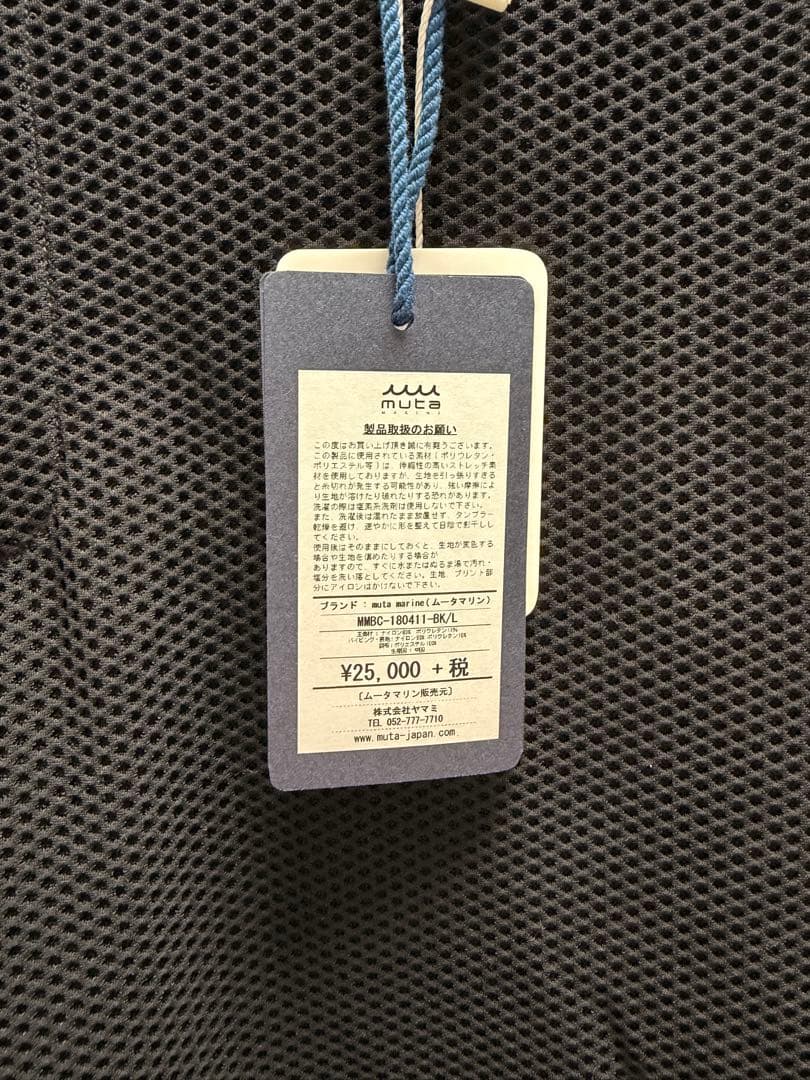 muta
MARINE
製品取扱のお願い
この度はお買い上げ頂き誠に有難うございます。
この製品に使用されている素材(ポリウレタン・
ポリエステル等)は、伸縮性の高いストレッチ素
材を使用しておりますが、生地を引っ張りすぎる
と糸切れが発生する可能性があり、強い摩擦によ
り生地が溶けたり破れたりする恐れがあります。
洗濯の際は塩素系洗剤は使用しないで下さい。
また、洗濯後は濡れたまま放置せず、タンブラー
乾燥を避け、速やかに形を整えて日陰で影干しし
てください。
使用後はそのままにしておくと、生地が変色する
場合や生地を傷めたりする場合が
ありますので、すぐに水またはぬるま湯で汚れ・
塩分を洗い落としてください。生地、プリント部
分にアイロンはかけないで下さい。
ブランド : muta marine(ムータマリン)
MMBC-180411-BK/L
¥25,000 +税
[ムータマリン販売元]
株式会社ヤマミ
TEL 052-777-7710
www.muta-japan.com